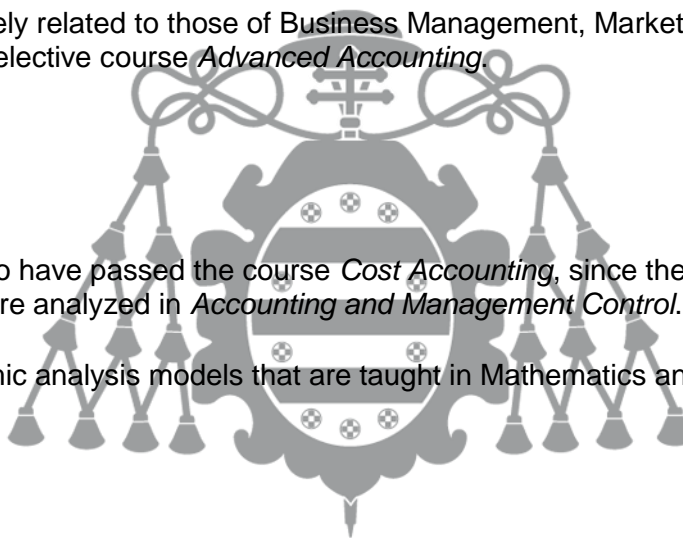 ely related to those of Business Management, Market
elective course Advanced Accounting.
o have passed the course Cost Accounting, since the
re analyzed in Accounting and Management Control.
nic analysis models that are taught in Mathematics an